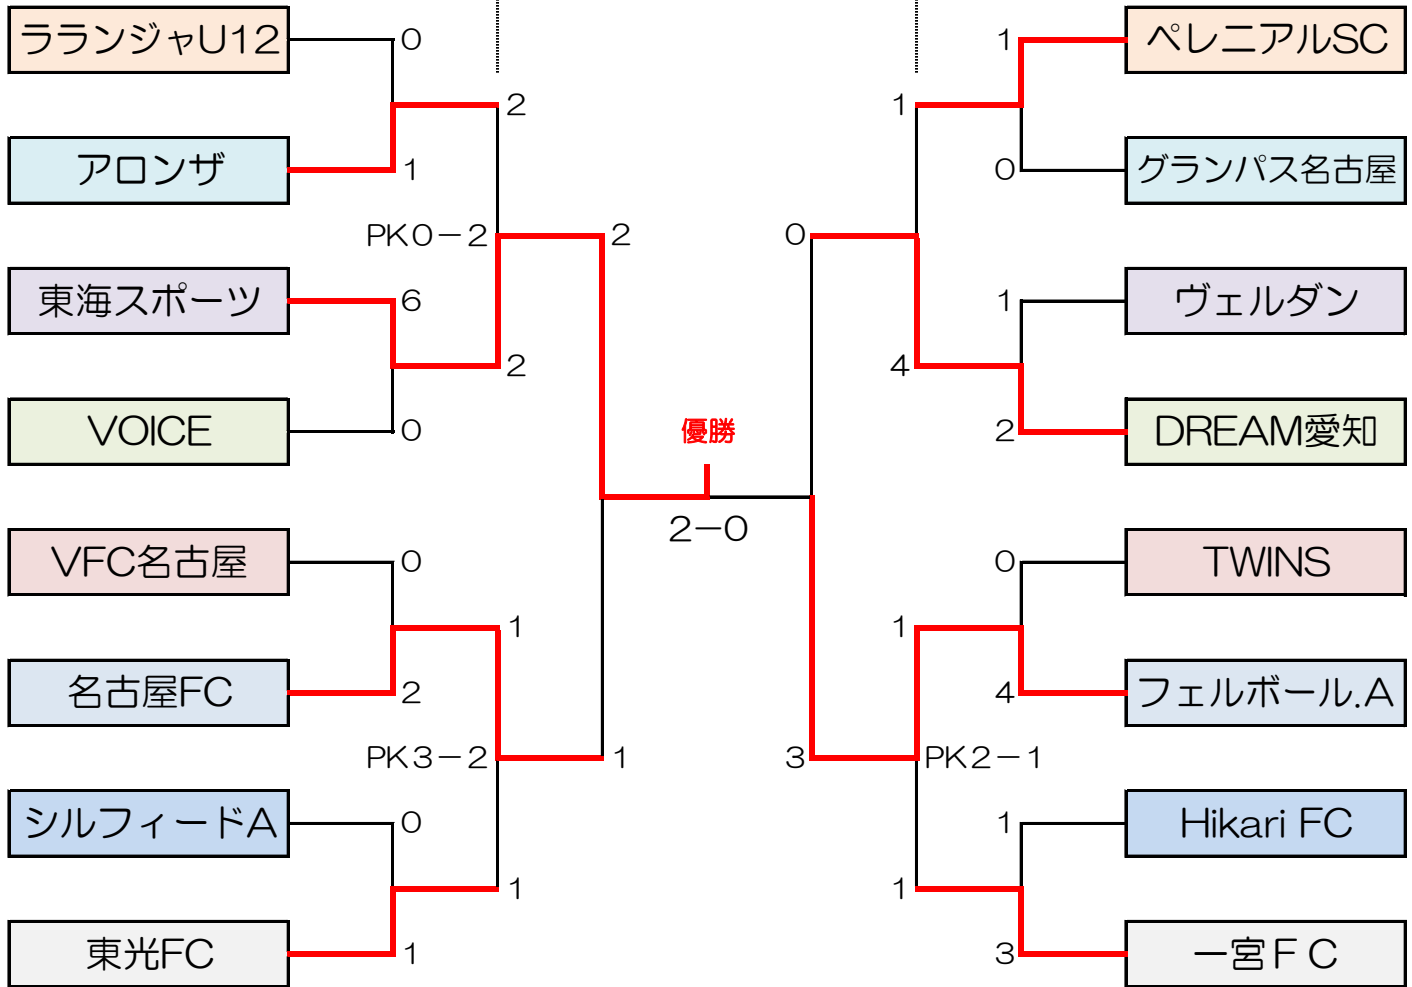 ラランジャU12 0 1 ペレニアルSC
2 1
アロンザ 1 0 グランパス名古屋
PK0-2 2 0
東海スポーツ 6 1 ヴェルダン
2 4
VOICE 0 優勝 2 DREAM愛知
2-0
VFC名古屋 0 0 TWINS
1 1
名古屋FC 2 4 フェルボール.A
PK3-2 1 3 PK2-1
シルフィードA 0 1 Hikari FC
1 1
東光FC 1 3 一宮FC